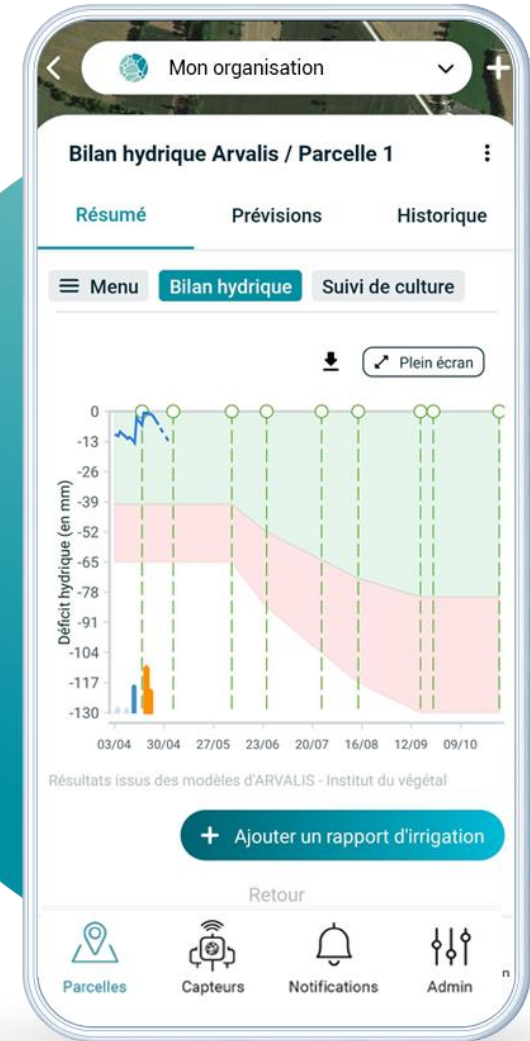 Mon organisation
Bilan hydrique Arvalis / Parcelle 1
Résumé Prévisions Historique
Menu Bilan hydrique Suivi de culture
Plein écran
Déficit hydrique (en mm)
0
-13
-26
-39
-52
-65
-78
-91
-104
-117
-130
03/04 30/04 27/05 23/06 20/07 16/08 12/09 09/10
Résultats issus des modèles d'ARVALIS - Institut du végétal
+ Ajouter un rapport d'irrigation
Retour
Parcelles Capteurs Notifications Admin
n